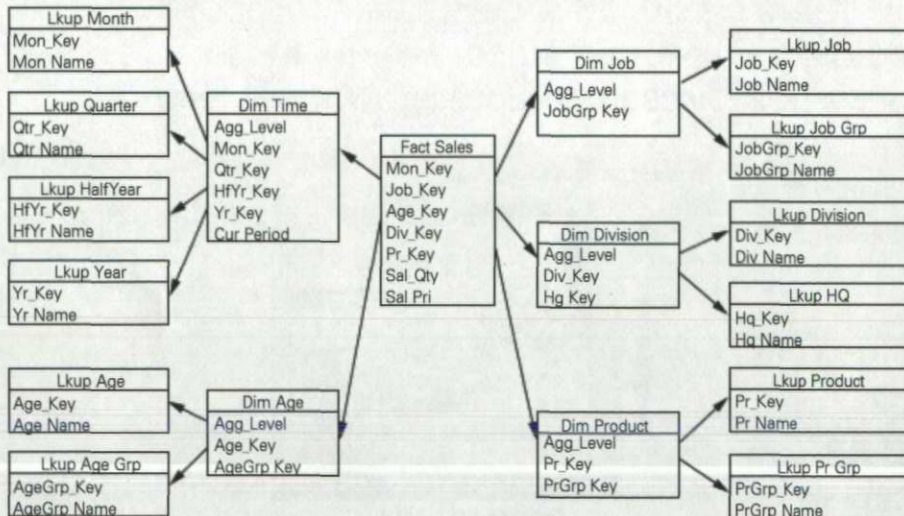 Lkup Month
Mon_Key
Mon Name
Lkup Quarter
Qtr_Key
Qtr Name
Lkup HalfYear
HfYr_Key
HfYr Name
Lkup Year
Yr_Key
Yr Name
Lkup Age
Age_Key
Age Name
Lkup Age Grp
AgeGrp_Key
AgeGrp Name
Dim Time
Agg_Level
Mon_Key
Qtr_Key
HfYr_Key
Yr_Key
Cur Period
Dim Age
Agg_Level
Age_Key
AgeGrp Key
Fact Sales
Mon_Key
Job_Key
Age_Key
Div_Key
Pr_Key
Sal_Qty
Sal Pri
Dim Job
Agg_Level
JobGrp Key
Dim Division
Agg_Level
Div_Key
Hg Key
Dim Product
Agg_Level
Pr_Key
PrGrp Key
Lkup Job
Job_Key
Job Name
Lkup Job Grp
JobGrp_Key
JobGrp Name
Lkup Division
Div_Key
Div Name
Lkup HQ
Hq_Key
Hq Name
Lkup Product
Pr_Key
Pr Name
Lkup Pr Grp
PrGrp_Key
PrGrp Name